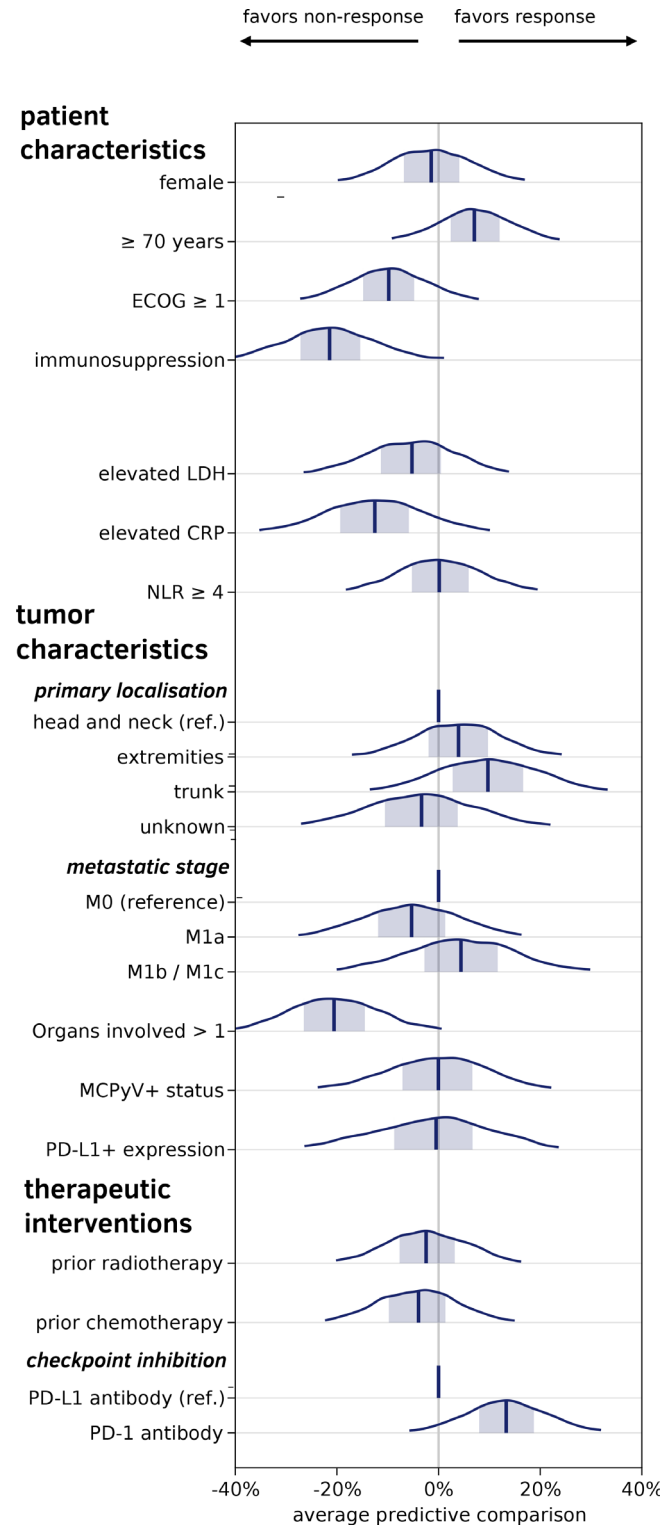 favors non-response favors response
patient
characteristics
female
≥ 70 years
ECOG ≥ 1
immunosuppression
elevated LDH
elevated CRP
NLR ≥ 4
tumor
characteristics
primary localisation
head and neck (ref.)
extremities
trunk
unknown
metastatic stage
M0 (reference)
M1a
M1b / M1c
Organs involved > 1
MCPyV+ status
PD-L1+ expression
therapeutic
interventions
prior radiotherapy
prior chemotherapy
checkpoint inhibition
PD-L1 antibody (ref.)
PD-1 antibody
-40% -20% 0% 20% 40%
average predictive comparison